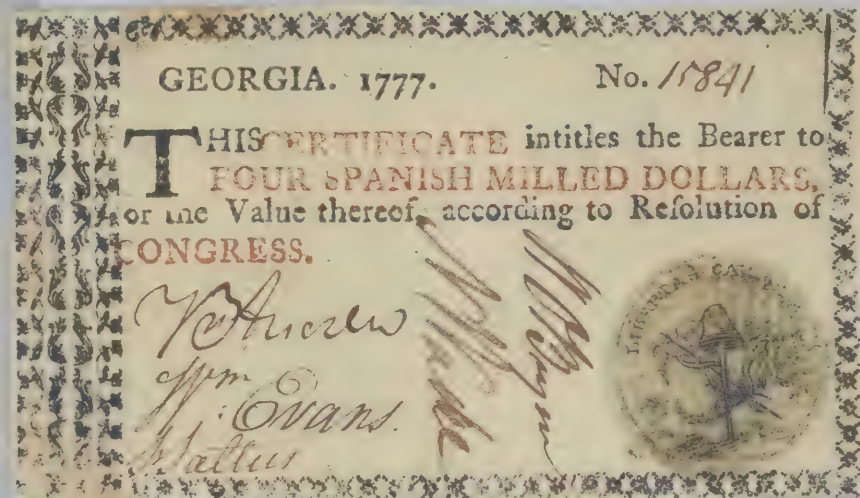 GEORGIA. 1777.
No. 15841
THIS CERTIFICATE intitles the Bearer to
FOUR SPANISH MILLED DOLLARS,
or the Value thereof, according to Reſolution of
CONGRESS.
Wm
Evans.